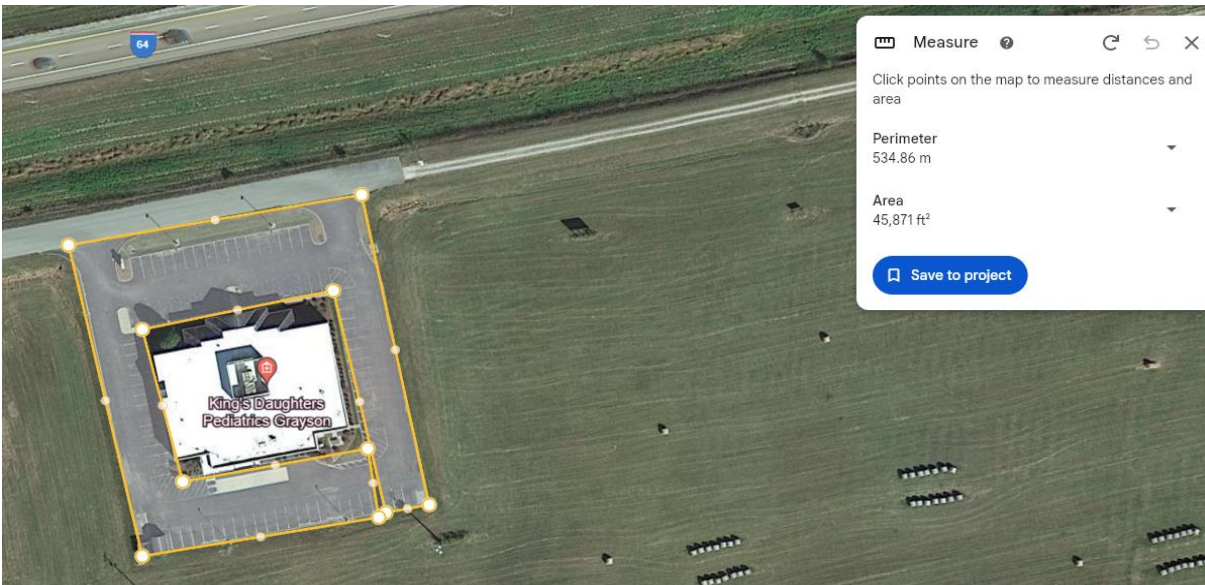 64
Measure
Click points on the map to measure distances and
area
Perimeter
534.86 m
Area
45,871 ft²
Save to project
King's Daughters
Pediatrics Grayson